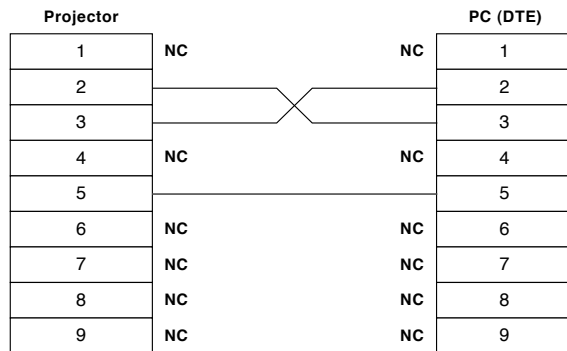 Projector PC (DTE)
1 NC NC 1
2 2
3 3
4 NC NC 4
5 5
6 NC NC 6
7 NC NC 7
8 NC NC 8
9 NC NC 9